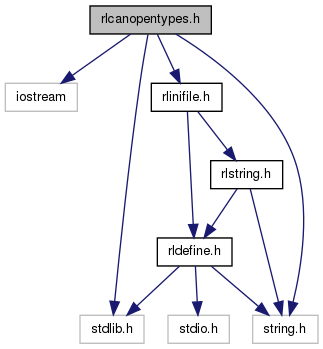 rlcanopentypes.h
iostream
rlinifile.h
rlstring.h
rldefine.h
stdlib.h
stdio.h
string.h